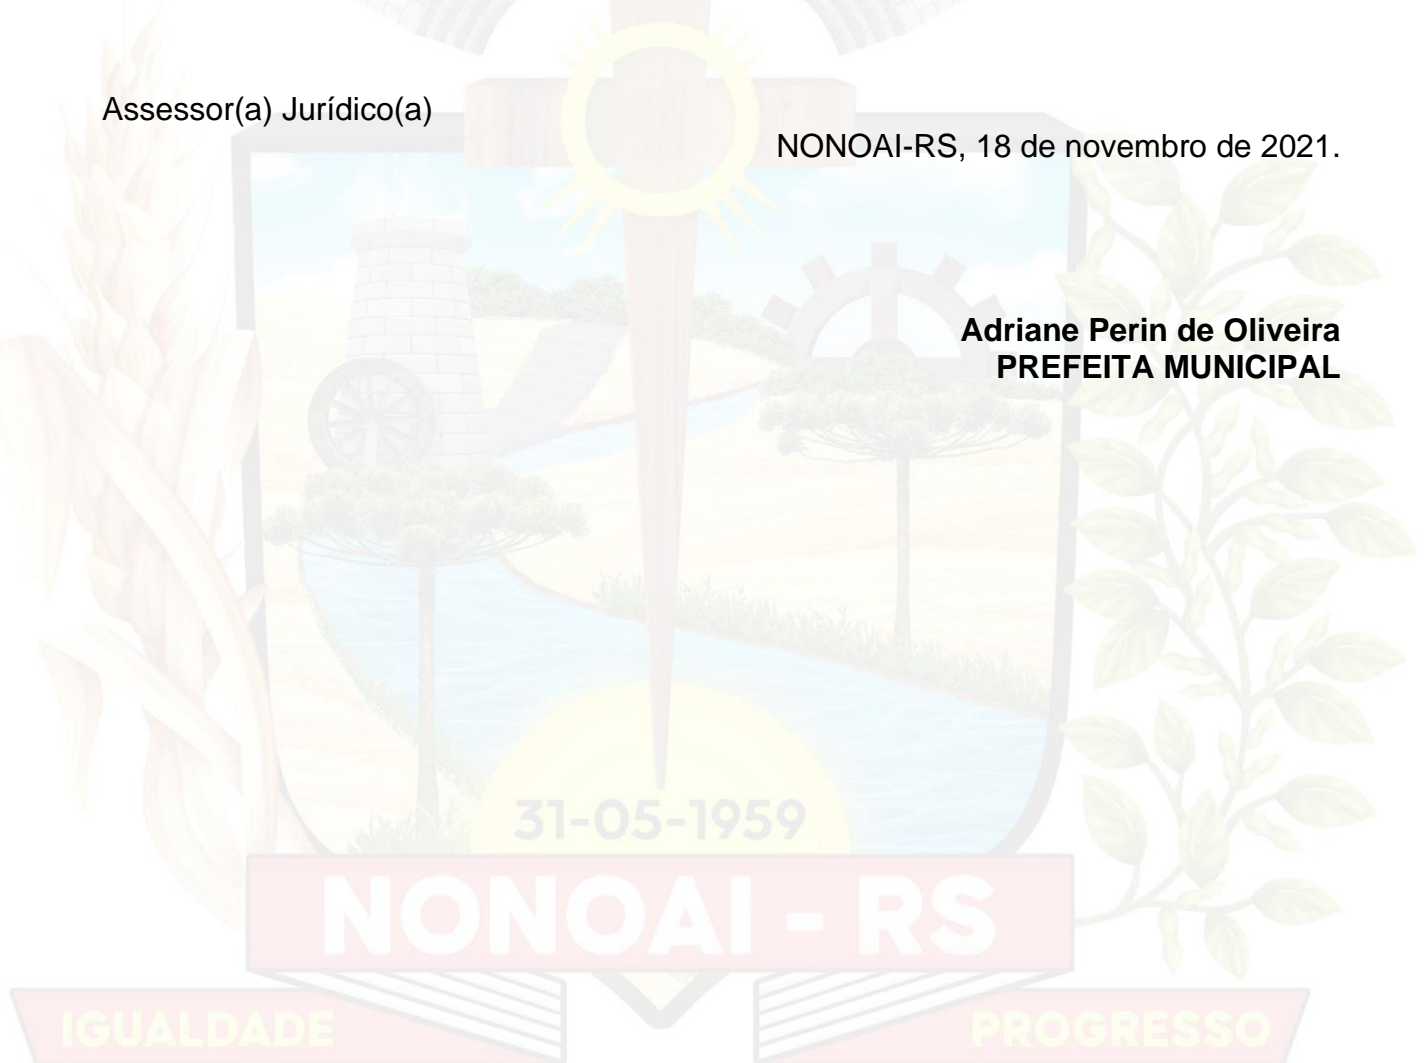 Assessor(a) Jurídico(a)
NONOAI-RS, 18 de novembro de 2021.
Adriane Perin de Oliveira
PREFEITA MUNICIPAL
31-05-1959
NONOAI - RS
IGUALDADE
PROGRESSO